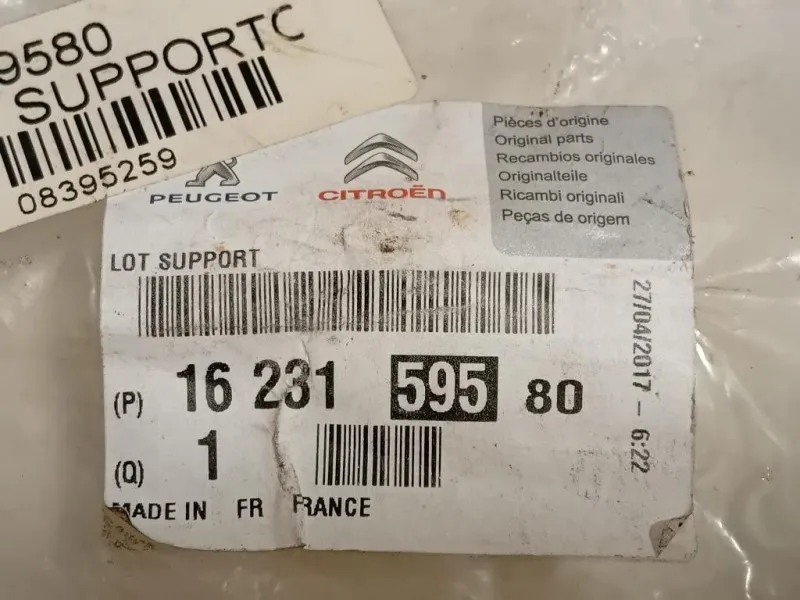 9580
SUPPORTO
08395259
PEUGEOT
CITROËN
Pièces d'origine
Original parts
Recambios originales
Originalteile
Ricambi originali
Peças de origem
LOT SUPPORT
27/04/2017 - 6:22
(P) 16 231 595 80
(Q) 1
MADE IN FR FRANCE